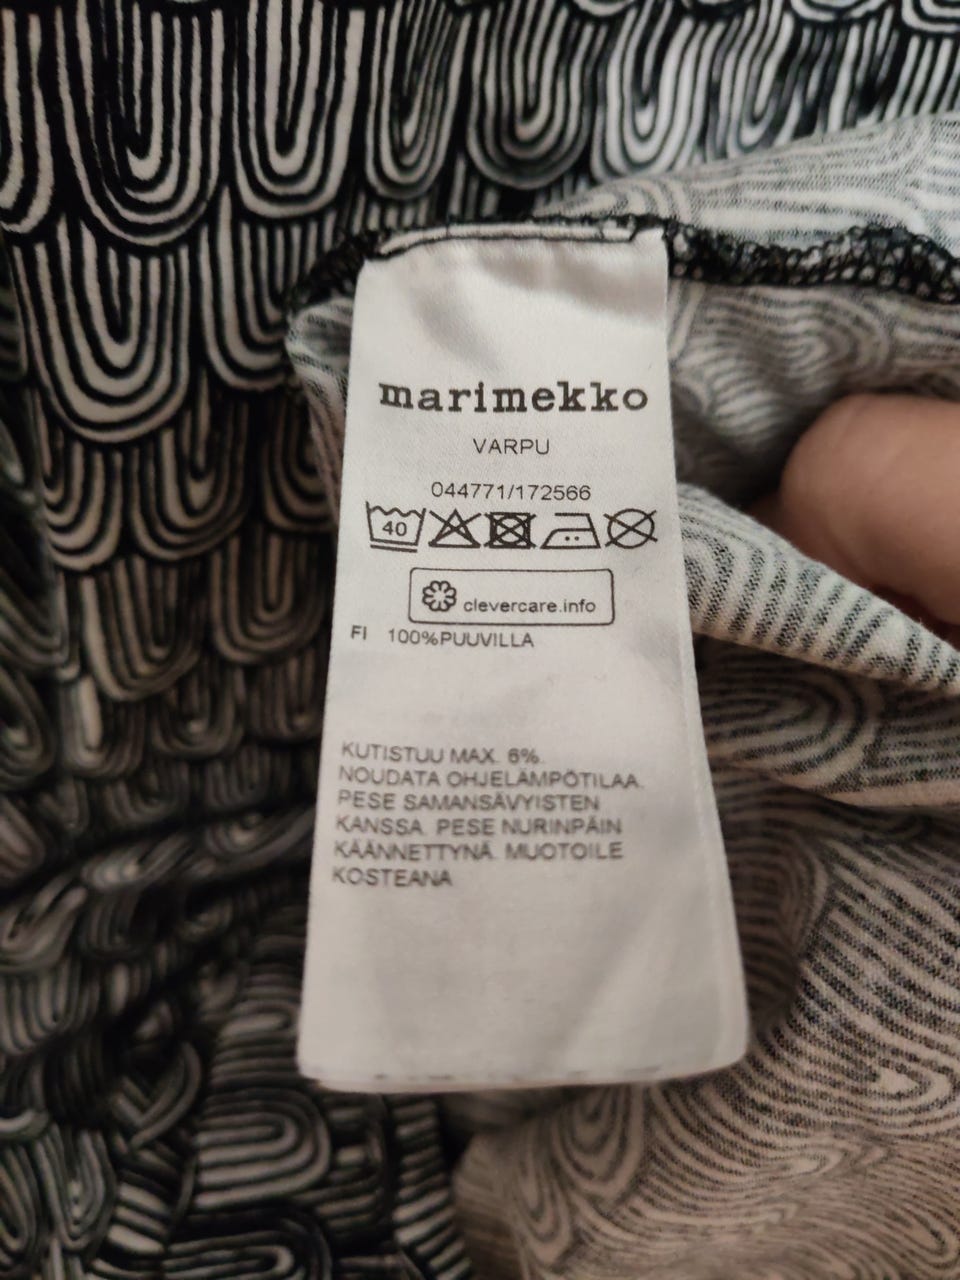 marimekko
VARPU
044771/172566
40
clevercare.info
FI 100%PUUVILLA
KUTISTUU MAX. 6%.
NOUDATA OHJELÄMPÖTILAA.
PESE SAMANSÄVYISTEN
KANSSA. PESE NURINPÄIN
KÄÄNNETTYNÄ. MUOTOILE
KOSTEANA